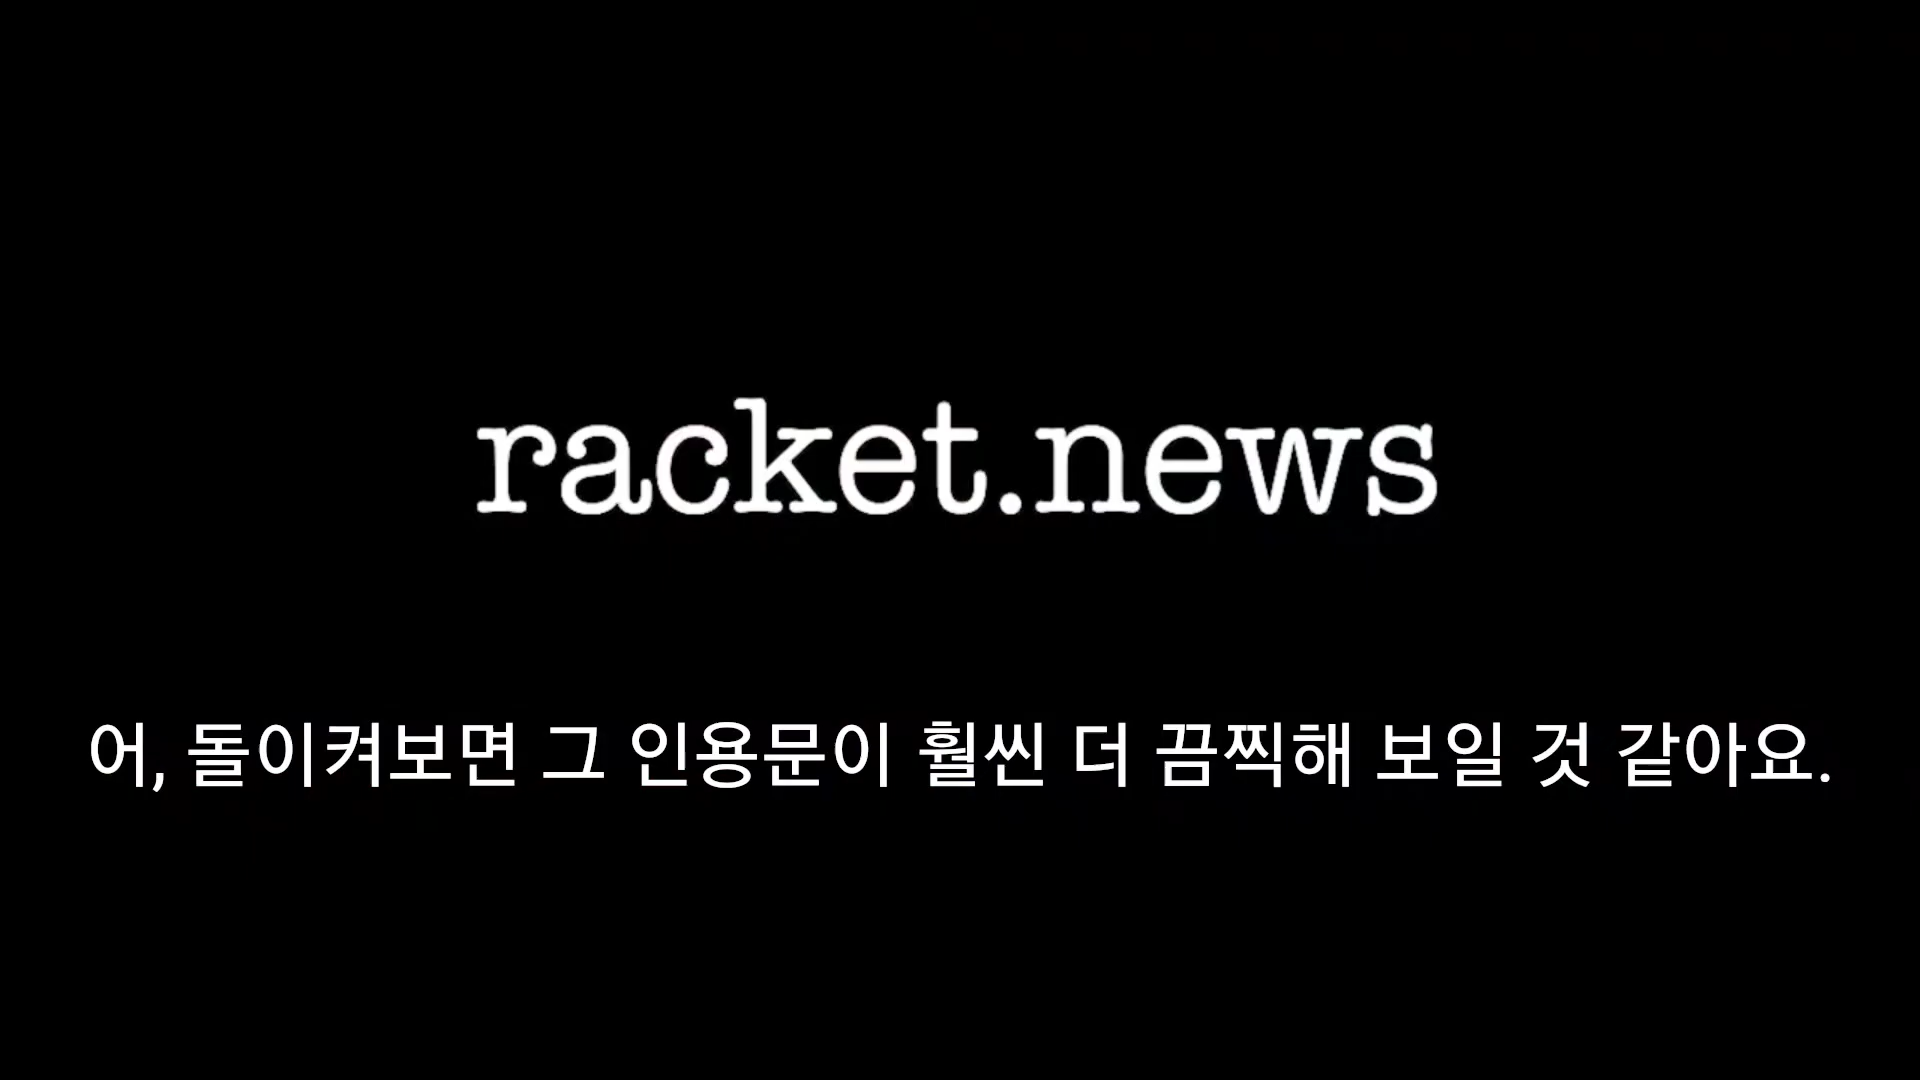 racket.news
어, 돌이켜보면 그 인용문이 훨씬 더 끔찍해 보일 것 같아요.